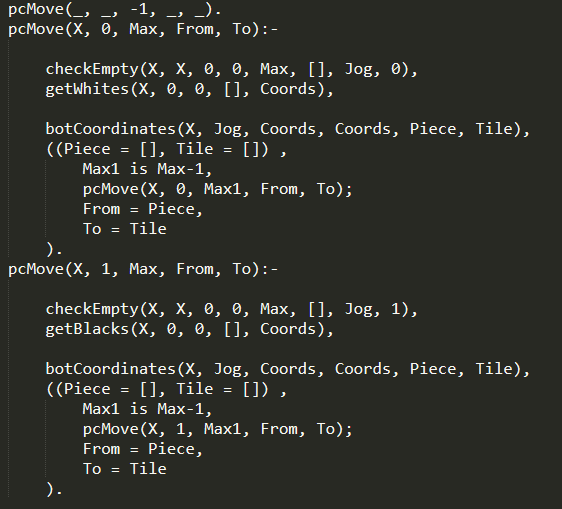 pcMove(_, _, -1, _, _).
pcMove(X, 0, Max, From, To):-
checkEmpty(X, X, 0, 0, Max, [], Jog, 0),
getWhites(X, 0, 0, [], Coords),
botCoordinates(X, Jog, Coords, Coords, Piece, Tile),
((Piece = [], Tile = []) ,
Max1 is Max-1,
pcMove(X, 0, Max1, From, To);
From = Piece,
To = Tile
).
pcMove(X, 1, Max, From, To):-
checkEmpty(X, X, 0, 0, Max, [], Jog, 1),
getBlacks(X, 0, 0, [], Coords),
botCoordinates(X, Jog, Coords, Coords, Piece, Tile),
((Piece = [], Tile = []) ,
Max1 is Max-1,
pcMove(X, 1, Max1, From, To);
From = Piece,
To = Tile
).